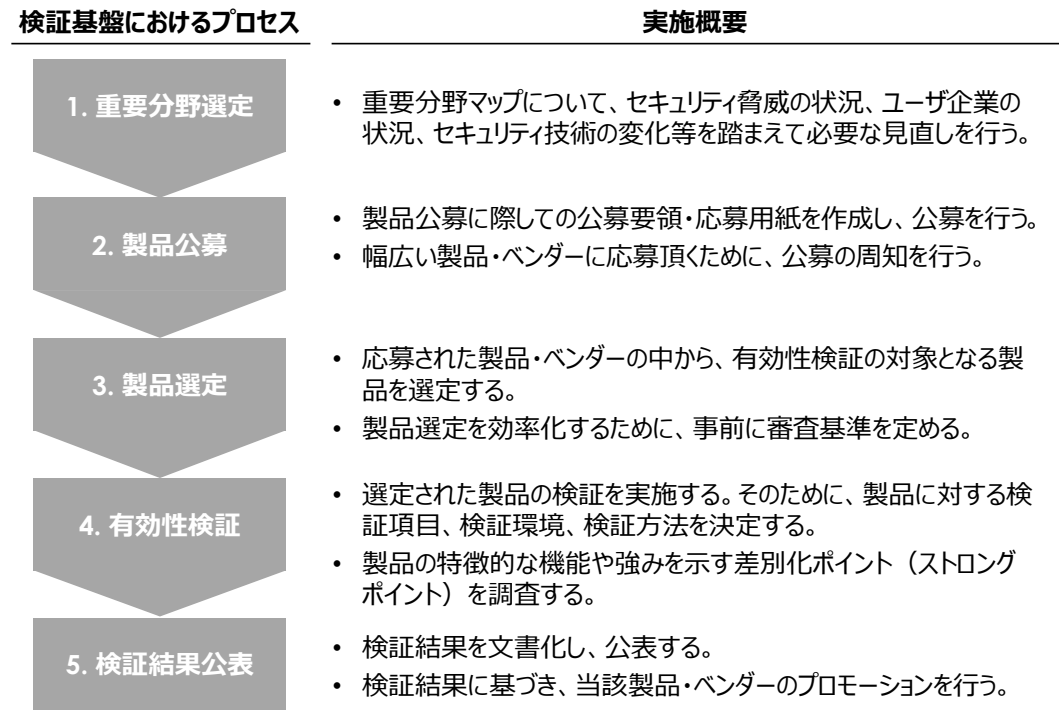 検証基盤におけるプロセス
実施概要
1. 重要分野選定
• 重要分野マップについて、セキュリティ脅威の状況、ユーザ企業の
状況、セキュリティ技術の変化等を踏まえて必要な見直しを行う。
2. 製品公募
• 製品公募に際しての公募要領・応募用紙を作成し、公募を行う。
• 幅広い製品・ベンダーに応募頂くために、公募の周知を行う。
3. 製品選定
• 応募された製品・ベンダーの中から、有効性検証の対象となる製
品を選定する。
• 製品選定を効率化するために、事前に審査基準を定める。
4. 有効性検証
• 選定された製品の検証を実施する。そのために、製品に対する検
証項目、検証環境、検証方法を決定する。
• 製品の特徴的な機能や強みを示す差別化ポイント（ストロング
ポイント）を調査する。
5. 検証結果公表
• 検証結果を文書化し、公表する。
• 検証結果に基づき、当該製品・ベンダーのプロモーションを行う。